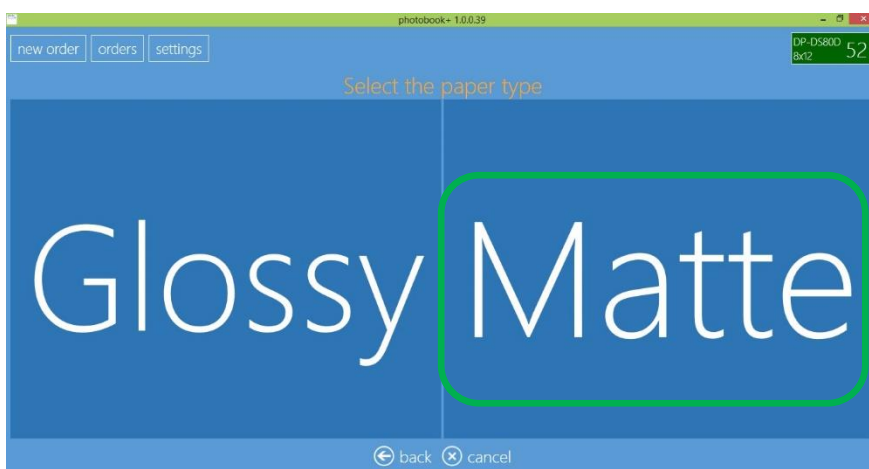 photobook+ 1.0.0.39
new order orders settings
DP-DS80D
8x12
52
Select the paper type
Glossy Matte
back cancel